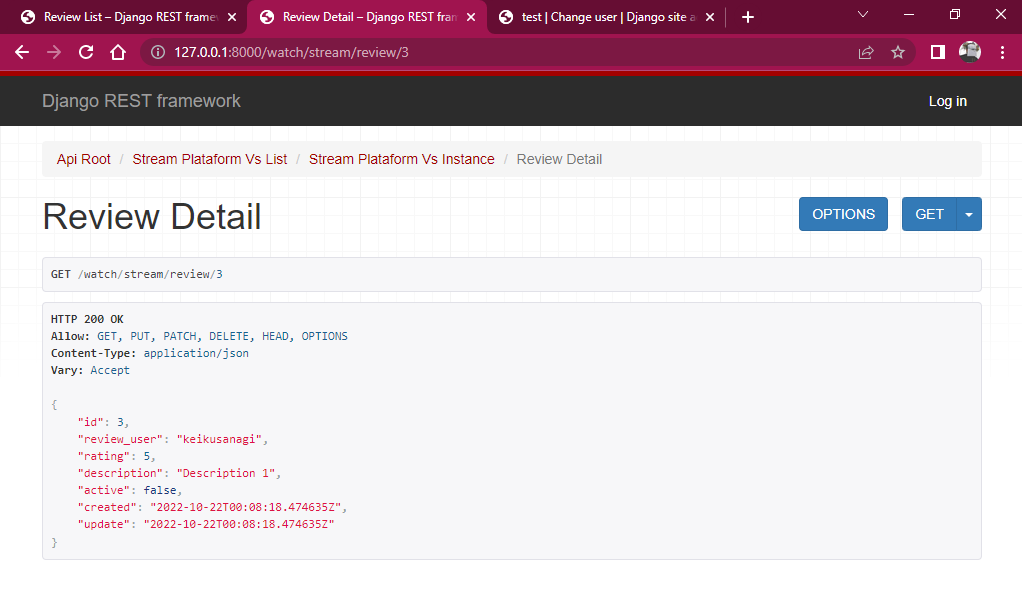 Review List – Django REST framew
Review Detail – Django REST fran
test | Change user | Django site a
127.0.0.1:8000/watch/stream/review/3
Django REST framework
Log in
Api Root / Stream Plataform Vs List / Stream Plataform Vs Instance / Review Detail
Review Detail
OPTIONS
GET
GET /watch/stream/review/3
HTTP 200 OK
Allow: GET, PUT, PATCH, DELETE, HEAD, OPTIONS
Content-Type: application/json
Vary: Accept
{
"id": 3,
"review_user": "keikusanagi",
"rating": 5,
"description": "Description 1",
"active": false,
"created": "2022-10-22T00:08:18.474635Z",
"update": "2022-10-22T00:08:18.474635Z"
}